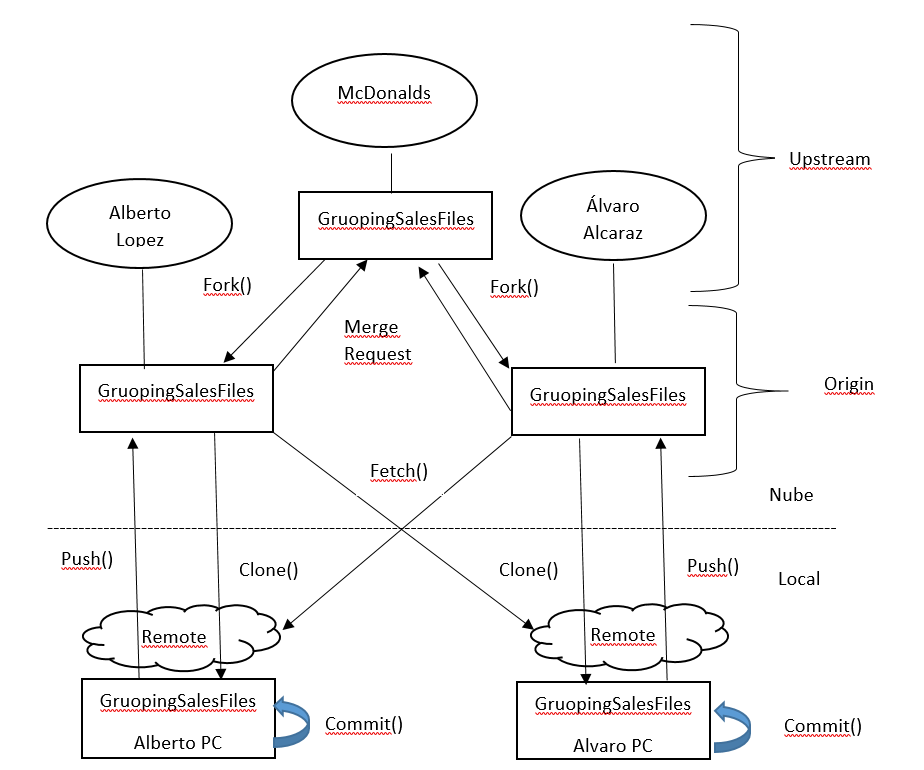 McDonalds
Upstream
Alberto
Lopez
GruopingSalesFiles
Álvaro
Alcaraz
Fork()
Fork()
Merge
Request
GruopingSalesFiles
GruopingSalesFiles
Origin
Fetch()
Nube
Push()
Clone()
Clone()
Push()
Local
Remote
Remote
GruopingSalesFiles
Alberto PC
Commit()
GruopingSalesFiles
Alvaro PC
Commit()